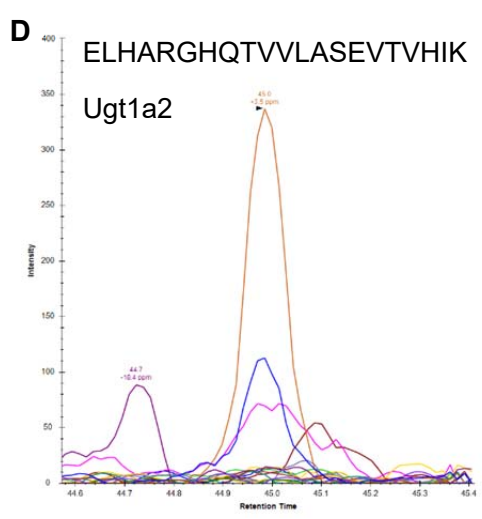 D
ELHARGHQTVVLASEVTVHIK
Ugt1a2
400
350
300
250
200
150
100
50
0
Intensity
45.0
-3.5 ppm
44.7
-18.4 ppm
44.6 44.7 44.8 44.9 45.0 45.1 45.2 45.3 45.4
Retention Time